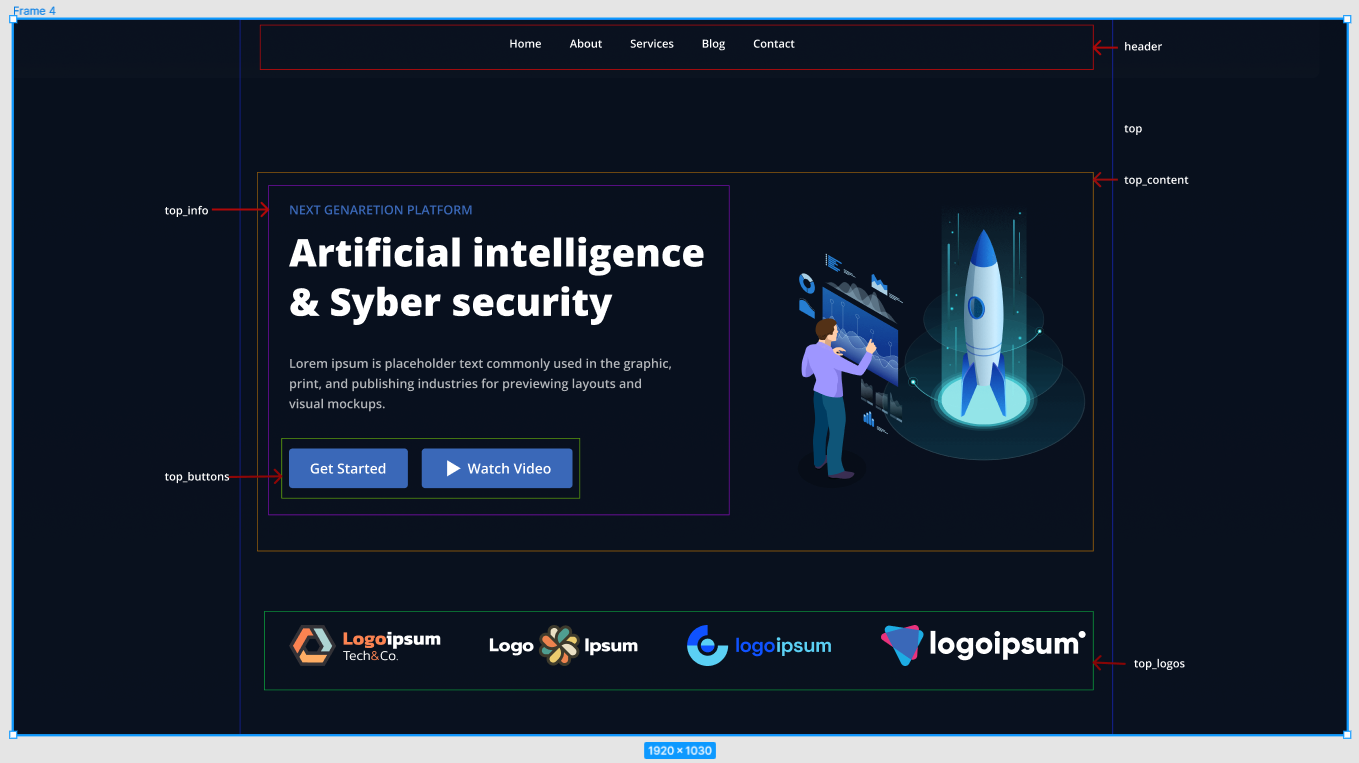 Frame 4
Home About Services Blog Contact
header
top
top_content
top_info
NEXT GENARETION PLATFORM
Artificial intelligence
& Syber security
Lorem ipsum is placeholder text commonly used in the graphic,
print, and publishing industries for previewing layouts and
visual mockups.
top_buttons
Get Started
Watch Video
Logoipsum
Tech&Co.
Logo Ipsum
logoipsum
logoipsum
top_logos
1920 × 1030